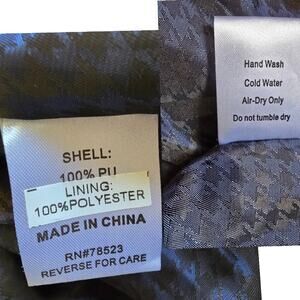 SHELL:
100% PU
LINING:
100%POLYESTER
MADE IN CHINA
RN#78523
REVERSE FOR CARE
Hand Wash
Cold Water
Air-Dry Only
Do not tumble dry